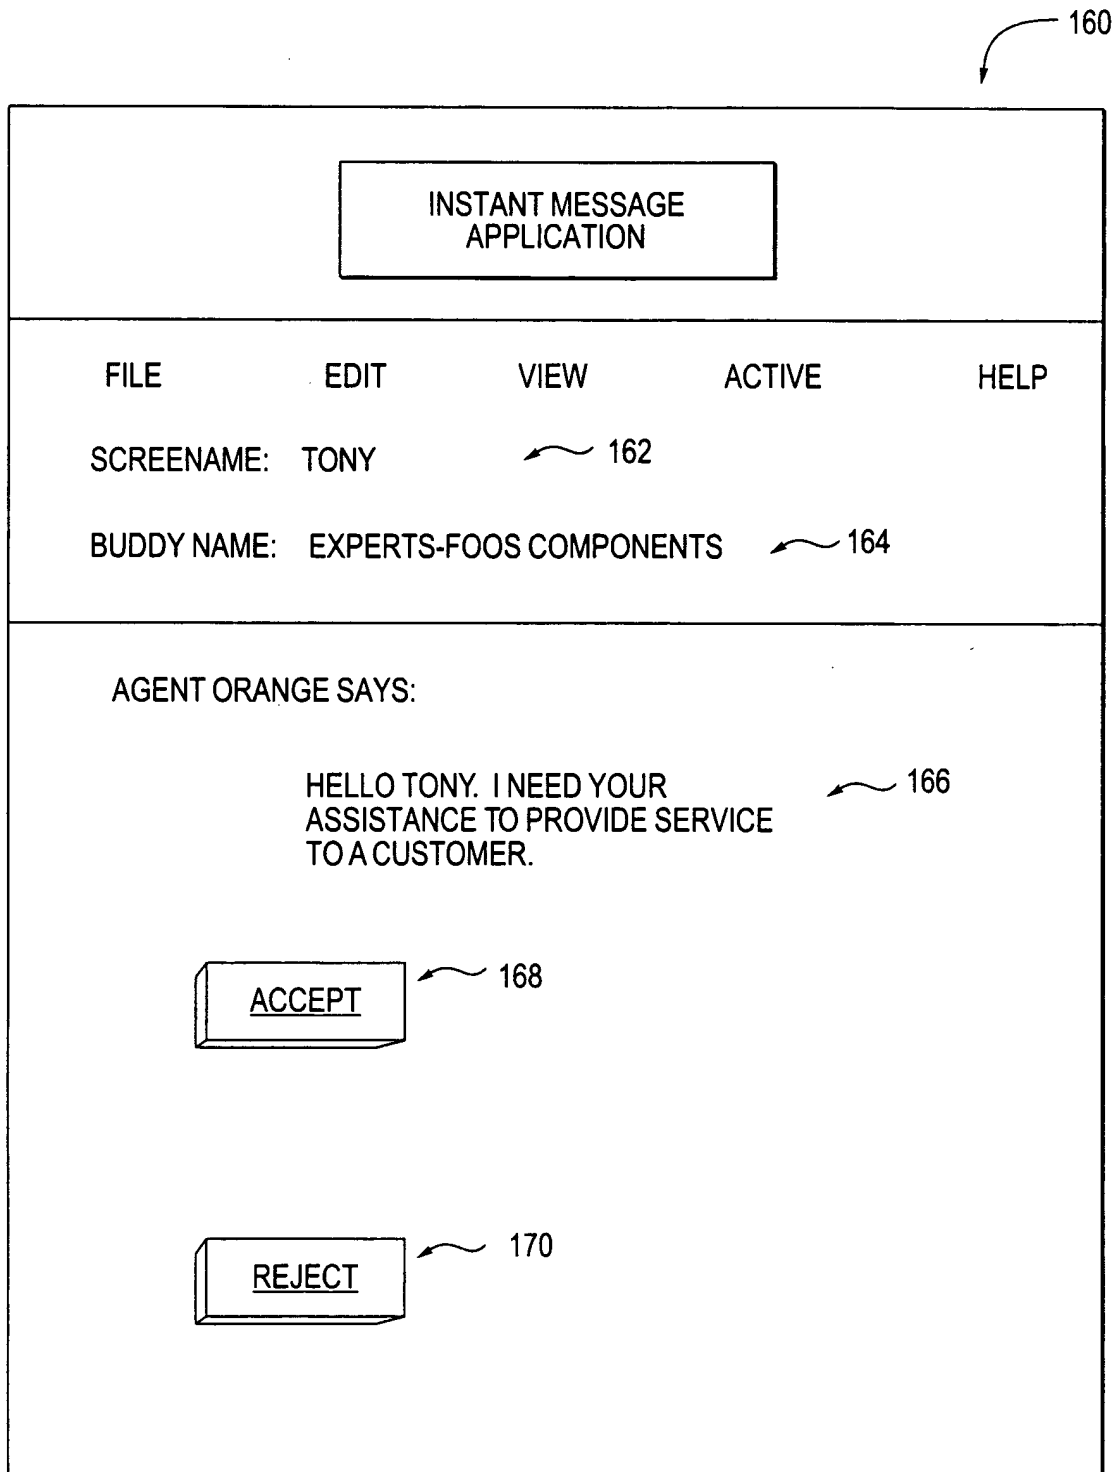 160
INSTANT MESSAGE
APPLICATION
FILE EDIT VIEW ACTIVE HELP
SCREENAME: TONY 162
BUDDY NAME: EXPERTS-FOOS COMPONENTS 164
AGENT ORANGE SAYS:
HELLO TONY. I NEED YOUR 166
ASSISTANCE TO PROVIDE SERVICE
TO A CUSTOMER.
ACCEPT 168
REJECT 170